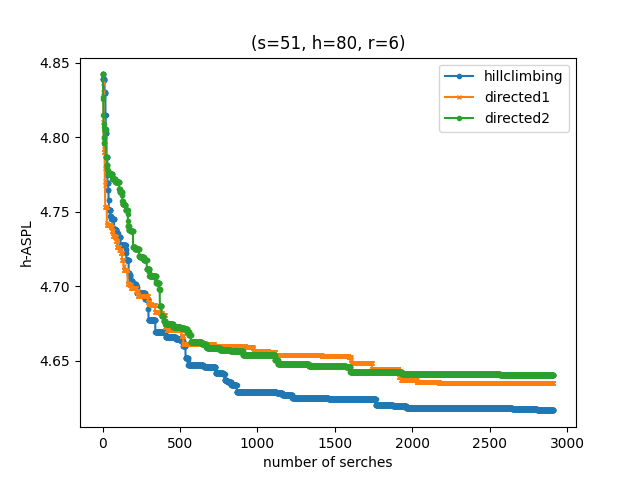 (s=51, h=80, r=6)
hillclimbing
directed1
directed2
4.85
4.80
4.75
4.70
4.65
h-ASPL
0 500 1000 1500 2000 2500 3000
number of serches